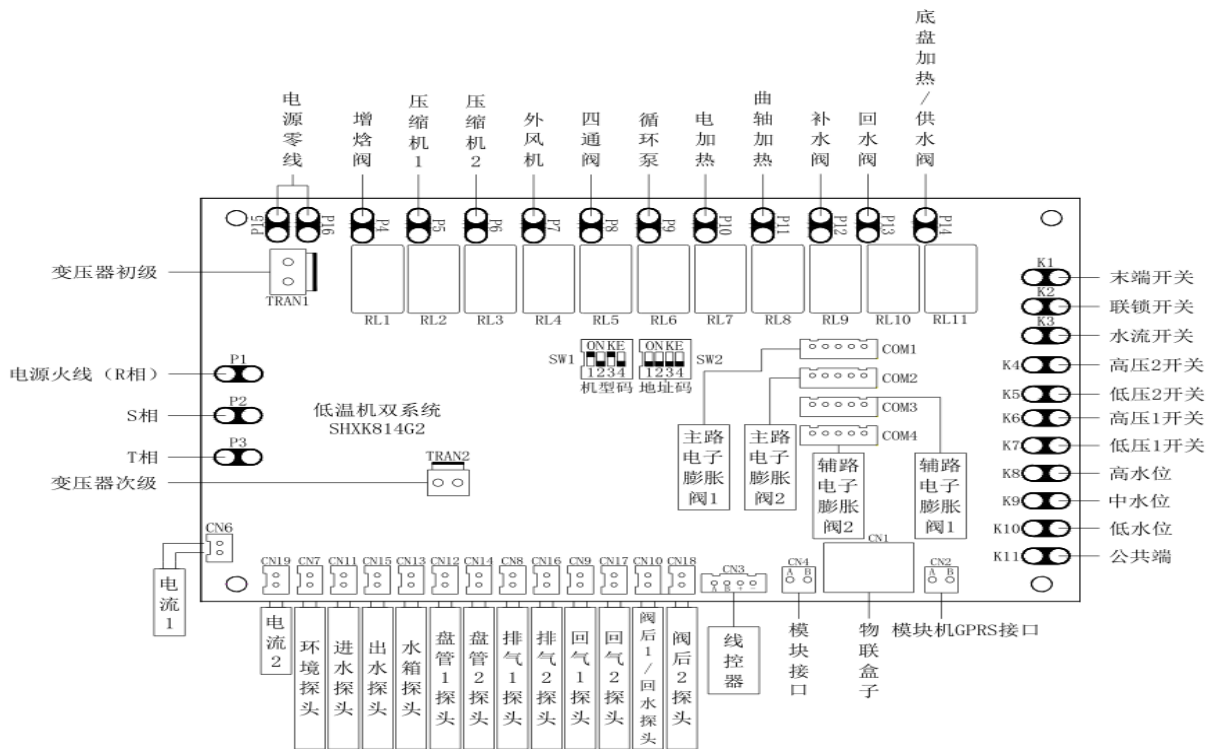 电源零线
增焓阀
压缩机1
压缩机2
外风机
四通阀
循环泵
电加热
曲轴加热
补水阀
回水阀
底盘加热/供水阀
P15
P16
P4
P5
P6
P7
P8
P9
P10
P11
P12
P13
P14
变压器初级
TRAN1
RL1
RL2
RL3
RL4
RL5
RL6
RL7
RL8
RL9
RL10
RL11
K1
末端开关
K2
联锁开关
K3
水流开关
K4
高压2开关
K5
低压2开关
K6
高压1开关
K7
低压1开关
K8
高水位
K9
中水位
K10
低水位
K11
公共端
SW1
ONKE
1234
机型码
ONKE
1234
地址码
SW2
COM1
COM2
COM3
COM4
P1
电源火线（R相）
P2
S相
P3
T相
低温机双系统
SHXK814G2
变压器次级
TRAN2
主路电子膨胀阀1
主路电子膨胀阀2
辅路电子膨胀阀2
辅路电子膨胀阀1
CN6
电流1
CN19
CN7
CN11
CN15
CN13
CN12
CN14
CN8
CN16
CN9
CN17
CN10
CN18
CN3
A B + -
CN4
A B
CN1
CN2
A B
电流2
环境探头
进水探头
出水探头
水箱探头
盘管1探头
盘管2探头
排气1探头
排气2探头
回气1探头
回气2探头
阀后1/回水探头
阀后2探头
线控器
模块接口
物联盒子
模块机GPRS接口